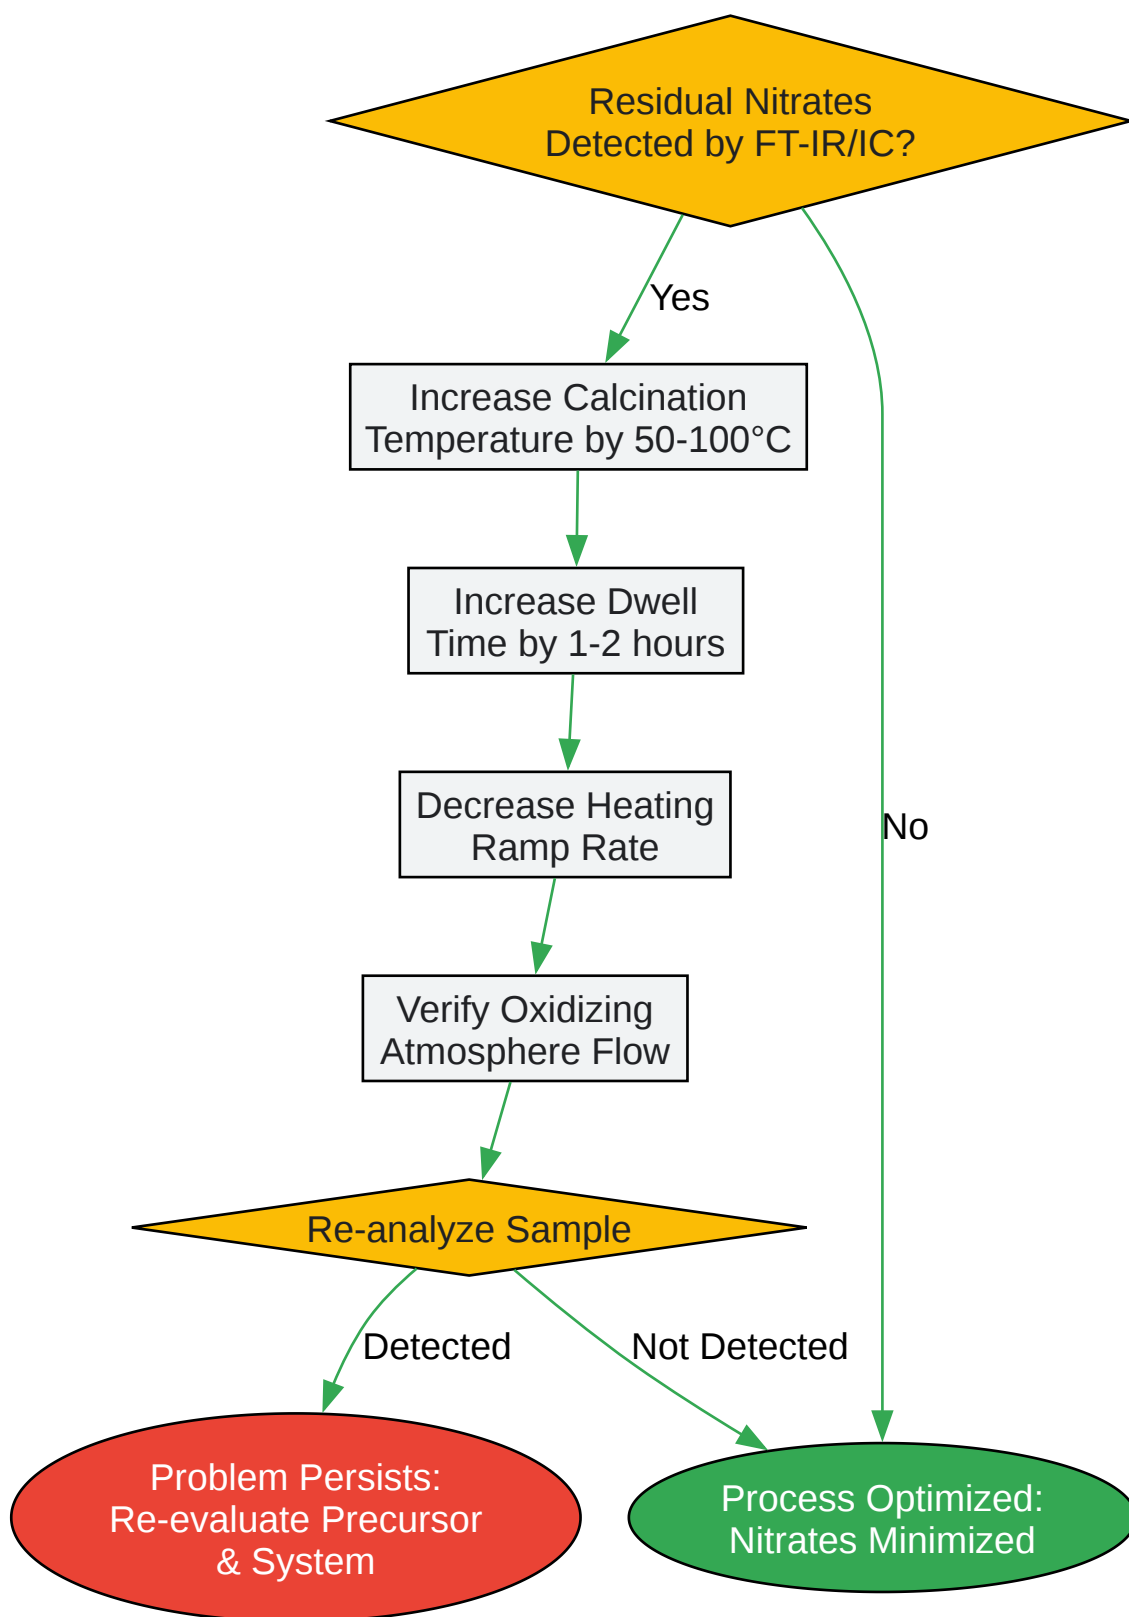 Residual Nitrates
Detected by FT-IR/IC?
Yes
Increase Calcination
Temperature by 50-100°C
Increase Dwell
Time by 1-2 hours
Decrease Heating
Ramp Rate
No
Verify Oxidizing
Atmosphere Flow
Re-analyze Sample
Detected
Not Detected
Problem Persists:
Re-evaluate Precursor
& System
Process Optimized:
Nitrates Minimized